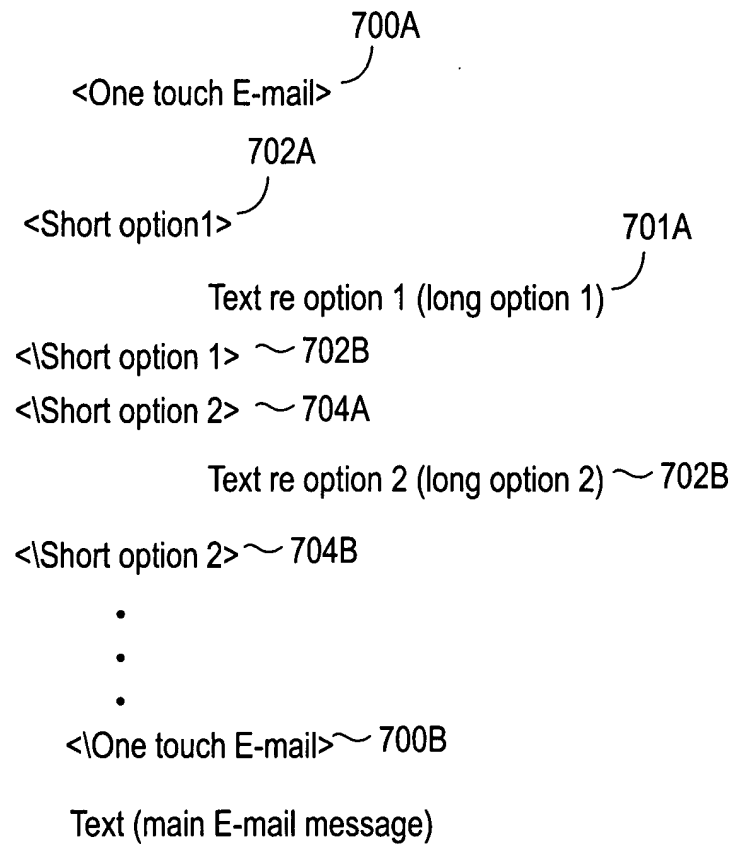 700A
<One touch E-mail>
702A
<Short option1>
701A
Text re option 1 (long option 1)
<\Short option 1> 702B
<\Short option 2> 704A
Text re option 2 (long option 2) 702B
<\Short option 2> 704B
<\One touch E-mail> 700B
Text (main E-mail message)